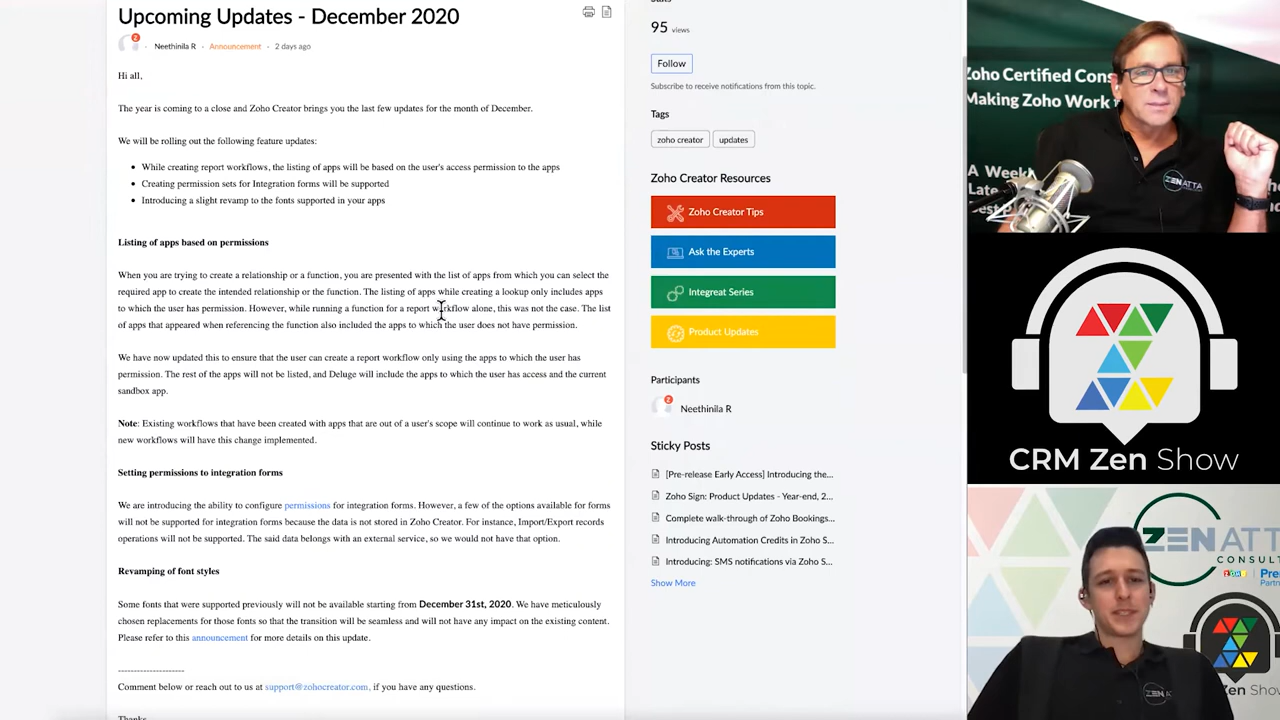 Upcoming Updates - December 2020
Neethinila R · Announcement · 2 days ago
Hi all,
The year is coming to a close and Zoho Creator brings you the last few updates for the month of December.
We will be rolling out the following feature updates:
• While creating report workflows, the listing of apps will be based on the user's access permission to the apps
• Creating permission sets for Integration forms will be supported
• Introducing a slight revamp to the fonts supported in your apps
Listing of apps based on permissions
When you are trying to create a relationship or a function, you are presented with the list of apps from which you can select the
required app to create the intended relationship or the function. The listing of apps while creating a lookup only includes apps
to which the user has permission. However, while running a function for a report workflow alone, this was not the case. The list
of apps that appeared when referencing the function also included the apps to which the user does not have permission.
We have now updated this to ensure that the user can create a report workflow only using the apps to which the user has
permission. The rest of the apps will not be listed, and Deluge will include the apps to which the user has access and the current
sandbox app.
Note: Existing workflows that have been created with apps that are out of a user's scope will continue to work as usual, while
new workflows will have this change implemented.
Setting permissions to integration forms
We are introducing the ability to configure permissions for integration forms. However, a few of the options available for forms
will not be supported for integration forms because the data is not stored in Zoho Creator. For instance, Import/Export records
operations will not be supported. The said data belongs with an external service, so we would not have that option.
Revamping of font styles
Some fonts that were supported previously will not be available starting from December 31st, 2020. We have meticulously
chosen replacements for those fonts so that the transition will be seamless and will not have any impact on the existing content.
Please refer to this announcement for more details on this update.
--------------------
Comment below or reach out to us at support@zohocreator.com, if you have any questions.
Thanks
95 views
Follow
Subscribe to receive notifications from this topic.
Tags
zoho creator
updates
Zoho Creator Resources
Zoho Creator Tips
Ask the Experts
Integreat Series
Product Updates
Participants
Neethinila R
Sticky Posts
[Pre-release Early Access] Introducing the...
Zoho Sign: Product Updates - Year-end, 2...
Complete walk-through of Zoho Bookings...
Introducing Automation Credits in Zoho S...
Introducing: SMS notifications via Zoho S...
Show More
Zoho Certified Cons
Making Zoho Work
A Week
Late
Best P
ZENATTA
CRM Zen Show
ZENATT
CONSULT
Pre
Partn
CRM
Show
ZEN